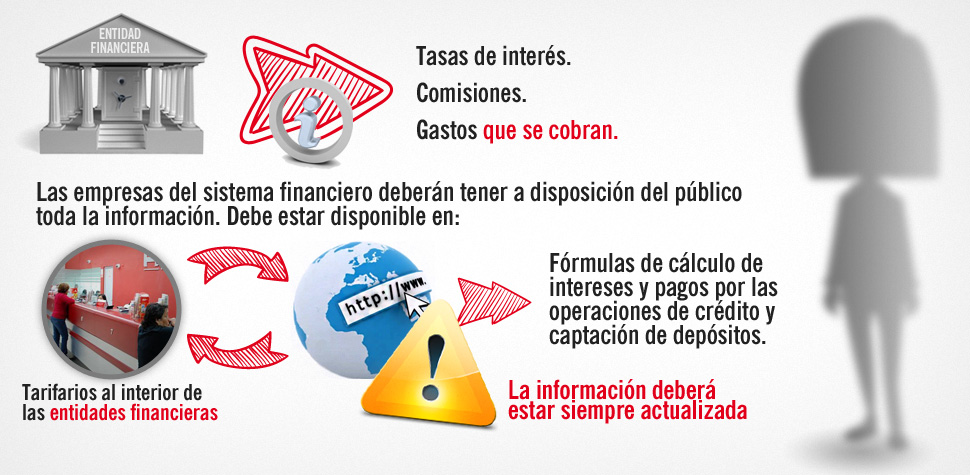 ENTIDAD
FINANCIERA
Tasas de interés.
Comisiones.
Gastos que se cobran.
Las empresas del sistema financiero deberán tener a disposición del público
toda la información. Debe estar disponible en:
http://www.
Fórmulas de cálculo de
intereses y pagos por las
operaciones de crédito y
captación de depósitos.
Tarifarios al interior de
las entidades financieras
La información deberá
estar siempre actualizada